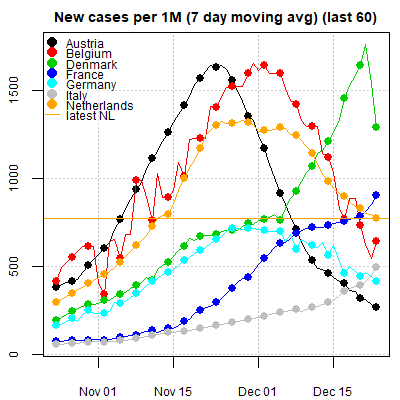 New cases per 1M (7 day moving avg) (last 60)
Austria
Belgium
Denmark
France
Germany
Italy
Netherlands
latest NL
1500
1000
500
0
Nov 01
Nov 15
Dec 01
Dec 15